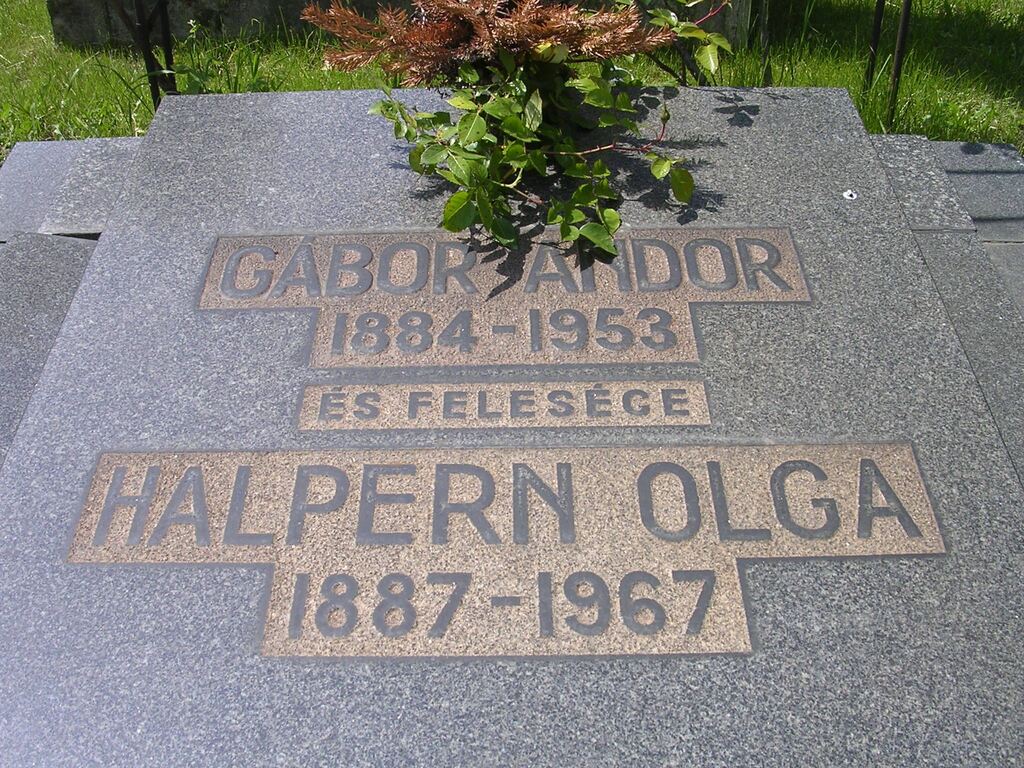 GÁBOR ANDOR
1884-1953
ÉS FELESÉGE
HALPERN OLGA
1887-1967